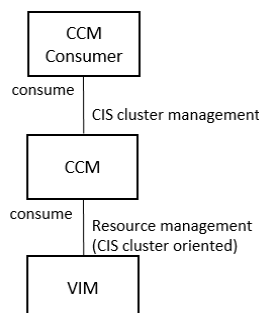 CCM
Consumer
consume
CIS cluster management
CCM
consume
Resource management
(CIS cluster oriented)
VIM